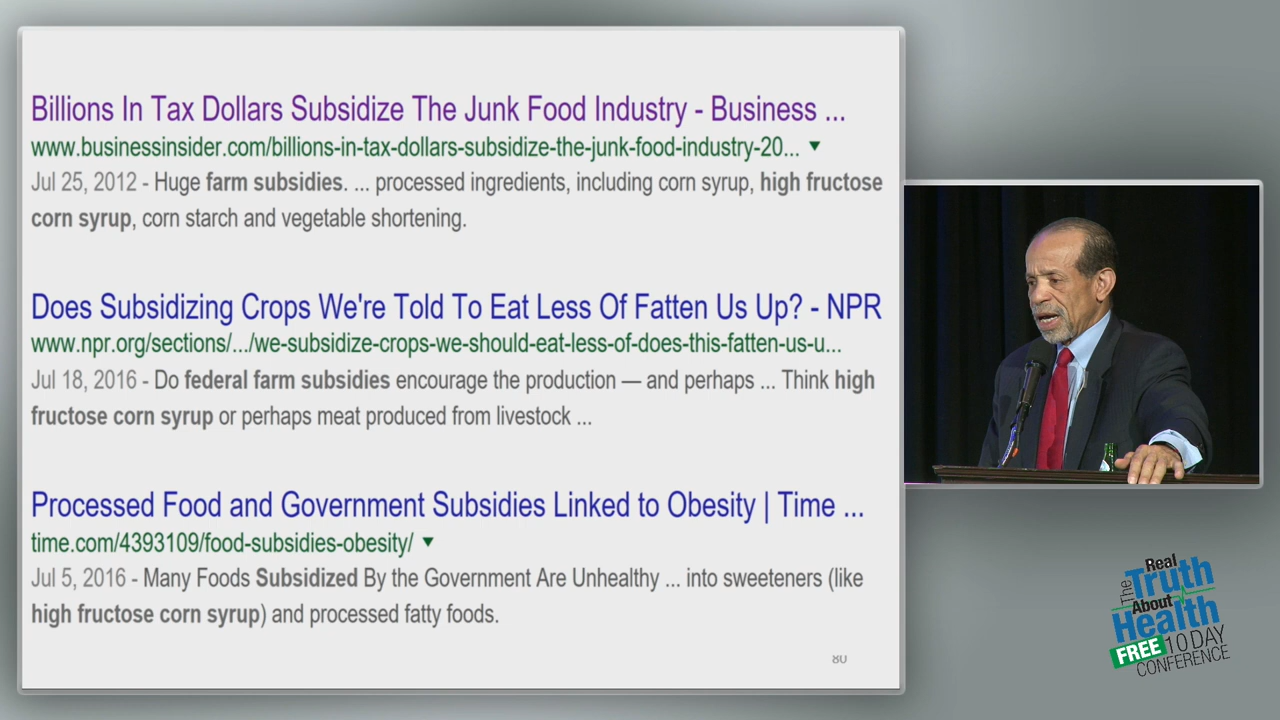 Billions In Tax Dollars Subsidize The Junk Food Industry - Business ...
www.businessinsider.com/billions-in-tax-dollars-subsidize-the-junk-food-industry-20... ▼
Jul 25, 2012 - Huge farm subsidies. ... processed ingredients, including corn syrup, high fructose
corn syrup, corn starch and vegetable shortening.
Does Subsidizing Crops We're Told To Eat Less Of Fatten Us Up? - NPR
www.npr.org/sections/.../we-subsidize-crops-we-should-eat-less-of-does-this-fatten-us-u...
Jul 18, 2016 - Do federal farm subsidies encourage the production — and perhaps ... Think high
fructose corn syrup or perhaps meat produced from livestock ...
Processed Food and Government Subsidies Linked to Obesity | Time ...
time.com/4393109/food-subsidies-obesity/ ▼
Jul 5, 2016 - Many Foods Subsidized By the Government Are Unhealthy ... into sweeteners (like
high fructose corn syrup) and processed fatty foods.
The Real
Truth
About
Health
FREE 10 DAY
CONFERENCE